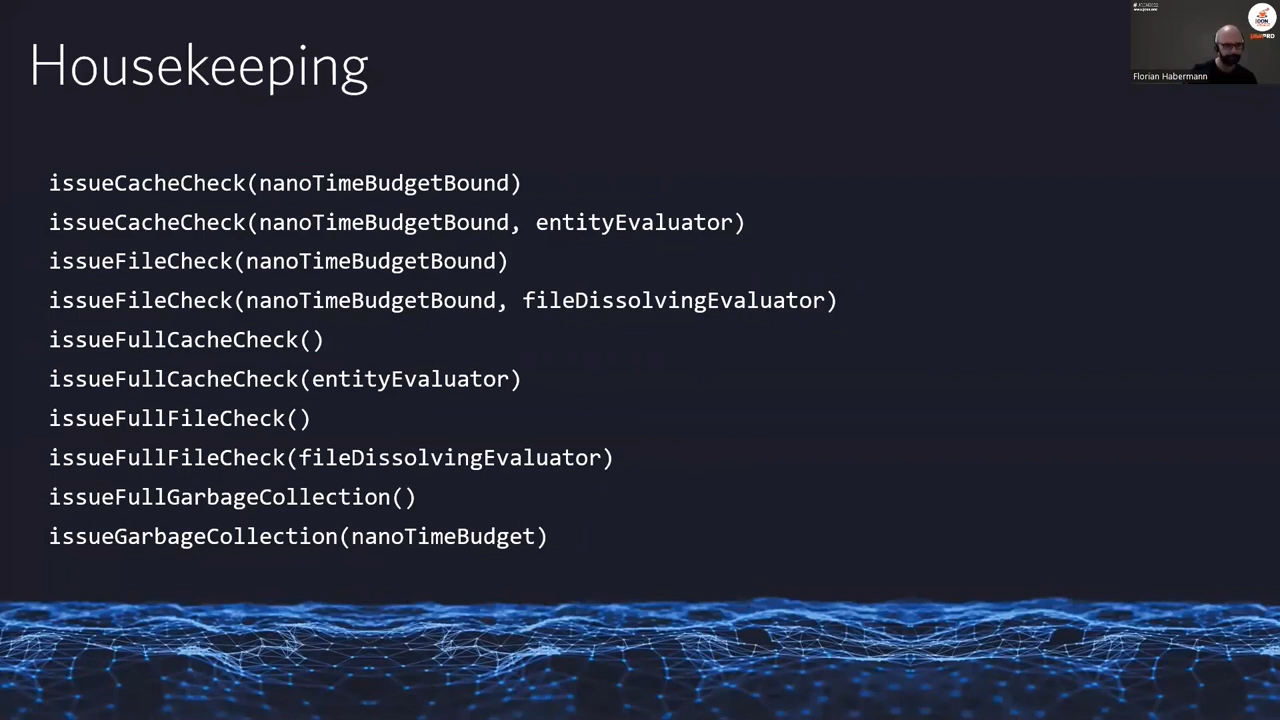 Housekeeping
Florian Habermann
issueCacheCheck(nanoTimeBudgetBound)
issueCacheCheck(nanoTimeBudgetBound, entityEvaluator)
issueFileCheck(nanoTimeBudgetBound)
issueFileCheck(nanoTimeBudgetBound, fileDissolvingEvaluator)
issueFullCacheCheck()
issueFullCacheCheck(entityEvaluator)
issueFullFileCheck()
issueFullFileCheck(fileDissolvingEvaluator)
issueFullGarbageCollection()
issueGarbageCollection(nanoTimeBudget)